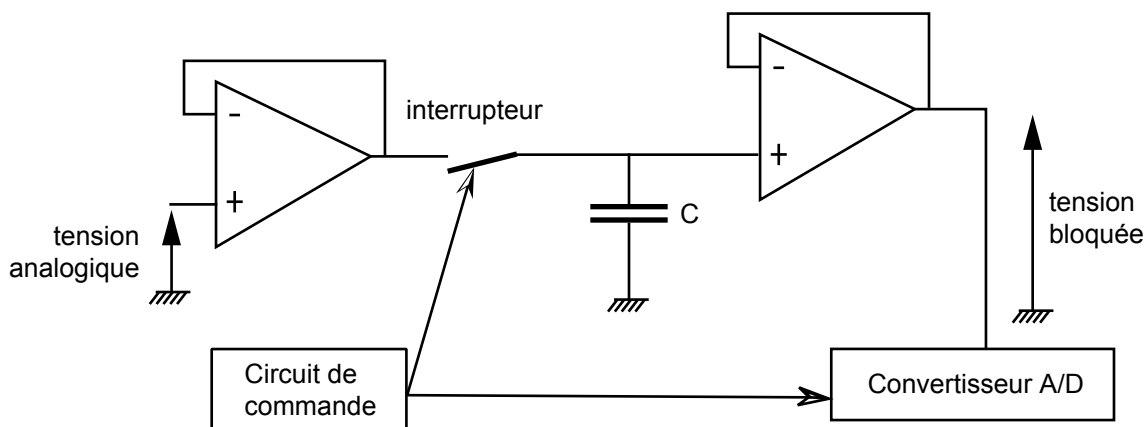 -
+
interrupteur
-
+
C
tension
analogique
tension
bloquée
Circuit de
commande
Convertisseur A/D